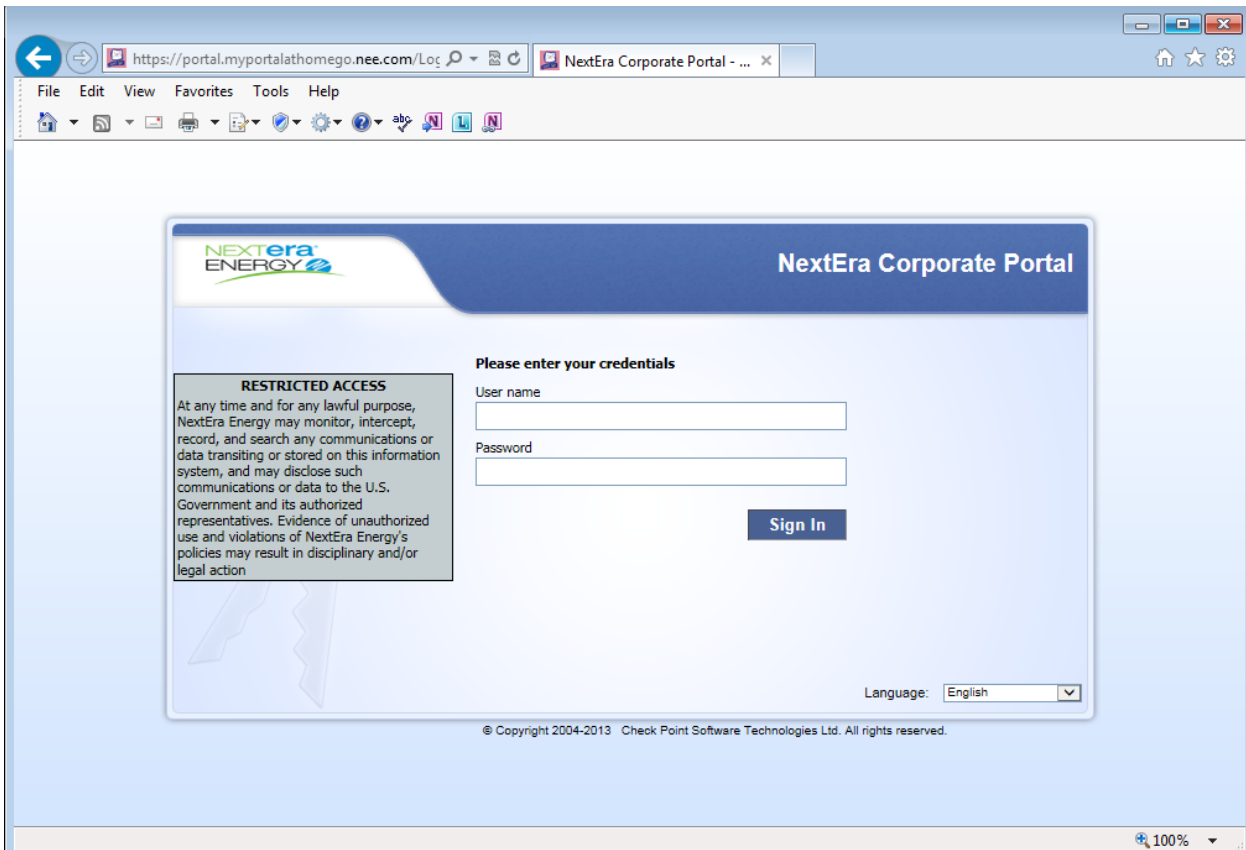 https://portal.myportalathomego.nee.com/Log
NextEra Corporate Portal - ...
File Edit View Favorites Tools Help
abc N L N
NEXTera
ENERGY
NextEra Corporate Portal
Please enter your credentials
User name
Password
Sign In
RESTRICTED ACCESS
At any time and for any lawful purpose,
NextEra Energy may monitor, intercept,
record, and search any communications or
data transiting or stored on this information
system, and may disclose such
communications or data to the U.S.
Government and its authorized
representatives. Evidence of unauthorized
use and violations of NextEra Energy's
policies may result in disciplinary and/or
legal action
Language: English
© Copyright 2004-2013 Check Point Software Technologies Ltd. All rights reserved.
100%